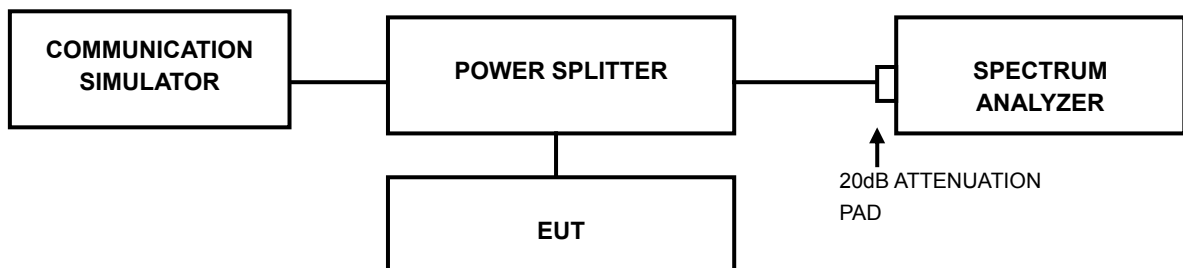 COMMUNICATION
SIMULATOR
POWER SPLITTER
SPECTRUM
ANALYZER
20dB ATTENUATION
PAD
EUT